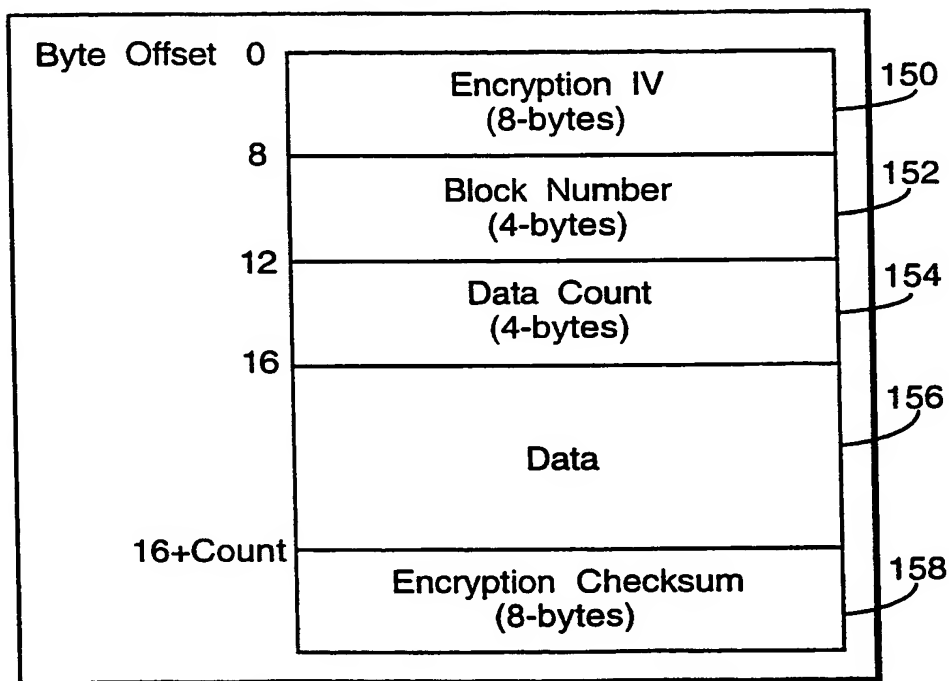 Byte Offset 0
Encryption IV
(8-bytes)
150
8
Block Number
(4-bytes)
152
12
Data Count
(4-bytes)
154
16
Data
156
16+Count
Encryption Checksum
(8-bytes)
158